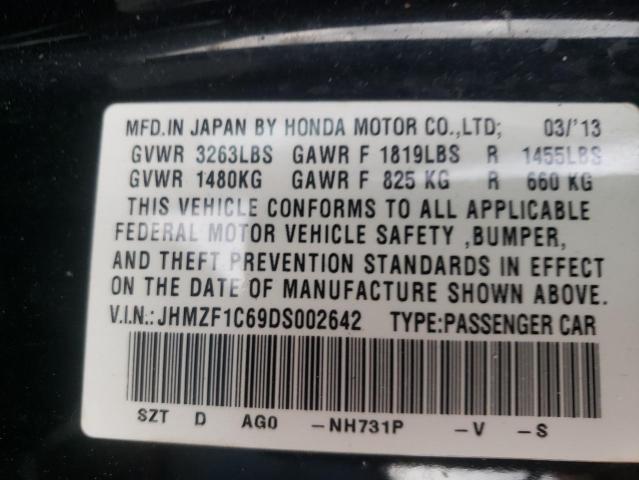 MFD.IN JAPAN BY HONDA MOTOR CO.,LTD; 03/'13
GVWR 3263LBS GAWR F 1819LBS R 1455LBS
GVWR 1480KG GAWR F 825 KG R 660 KG
THIS VEHICLE CONFORMS TO ALL APPLICABLE
FEDERAL MOTOR VEHICLE SAFETY ,BUMPER,
AND THEFT PREVENTION STANDARDS IN EFFECT
ON THE DATE OF MANUFACTURE SHOWN ABOVE.
V.I.N.:JHMZF1C69DS002642 TYPE:PASSENGER CAR
SZT D AG0 -NH731P -V -S